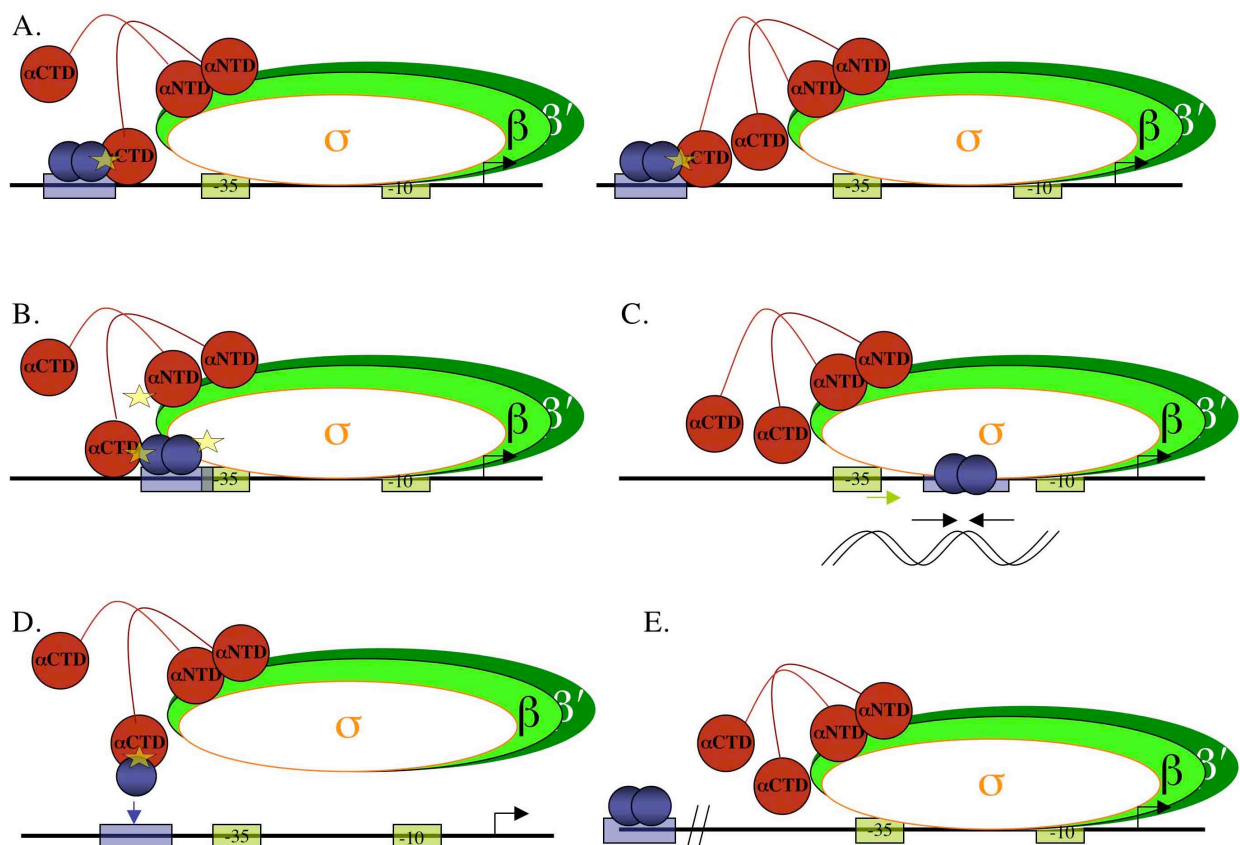 A.
αCTD αNTD αNTD αCTD σ β β′ -35 -10
αNTD αNTD αCTD CTD σ β β′ -35 -10
B.
αCTD αNTD αNTD αCTD σ β β′ -35 -10
C.
αCTD αCTD αNTD αNTD σ β β′ -35 -10
D.
αCTD αNTD αNTD αCTD σ β β′ -35 -10
E.
αCTD αCTD αNTD αNTD σ β β′ -35 -10